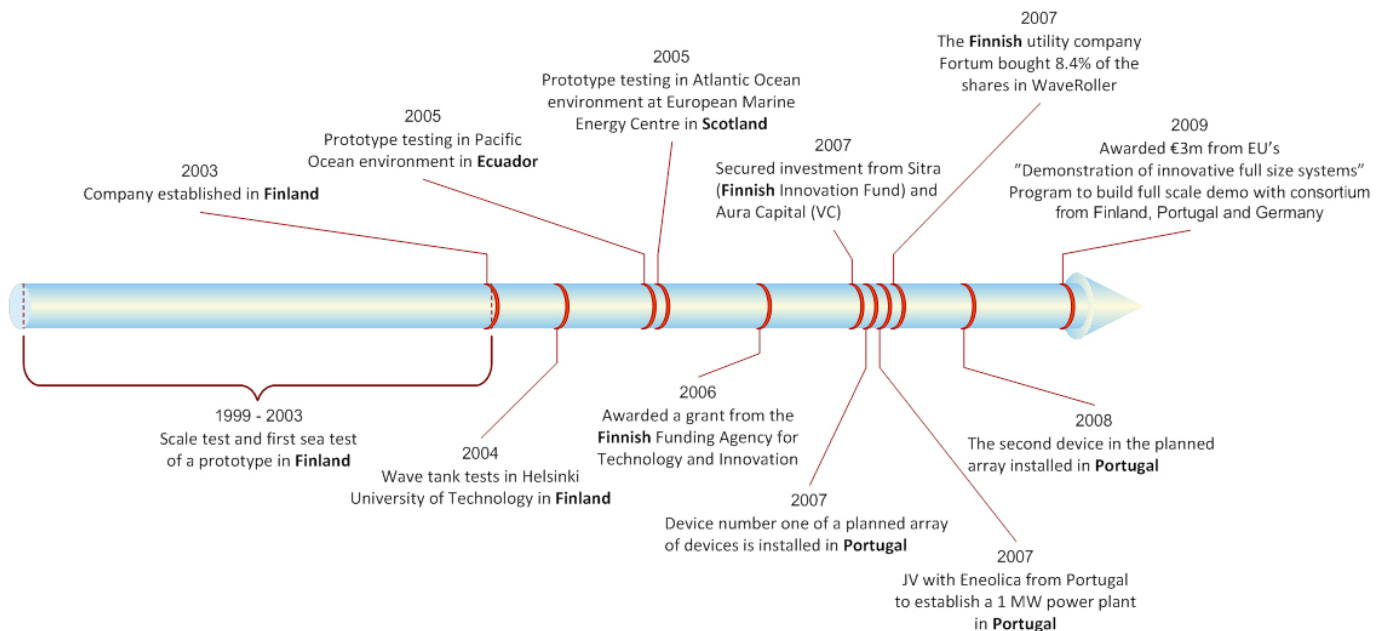 2007
The Finnish utility company
Fortum bought 8.4% of the
shares in WaveRoller
2005
Prototype testing in Atlantic Ocean
environment at European Marine
Energy Centre in Scotland
2005
Prototype testing in Pacific
Ocean environment in Ecuador
2003
Company established in Finland
2007
Secured investment from Sitra
(Finnish Innovation Fund) and
Aura Capital (VC)
2009
Awarded €3m from EU's
"Demonstration of innovative full size systems"
Program to build full scale demo with consortium
from Finland, Portugal and Germany
1999 - 2003
Scale test and first sea test
of a prototype in Finland
2004
Wave tank tests in Helsinki
University of Technology in Finland
2006
Awarded a grant from the
Finnish Funding Agency for
Technology and Innovation
2007
Device number one of a planned array
of devices is installed in Portugal
2007
JV with Eneolica from Portugal
to establish a 1 MW power plant
in Portugal
2008
The second device in the planned
array installed in Portugal